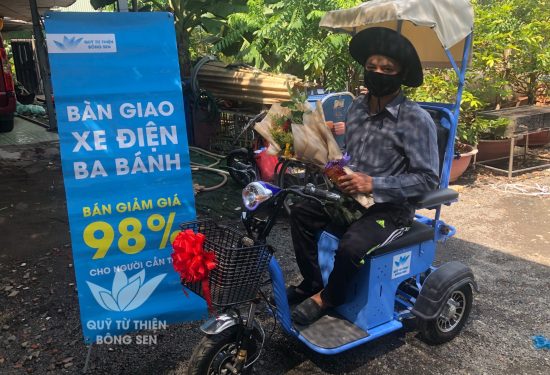 QUỸ TỪ THIỆN
BÔNG SEN
BÀN GIAO
XE ĐIỆN
BA BÁNH
BÁN GIẢM GIÁ
98%
CHO NGƯỜI CẦN
QUỸ TỪ THIỆN
BÔNG SEN